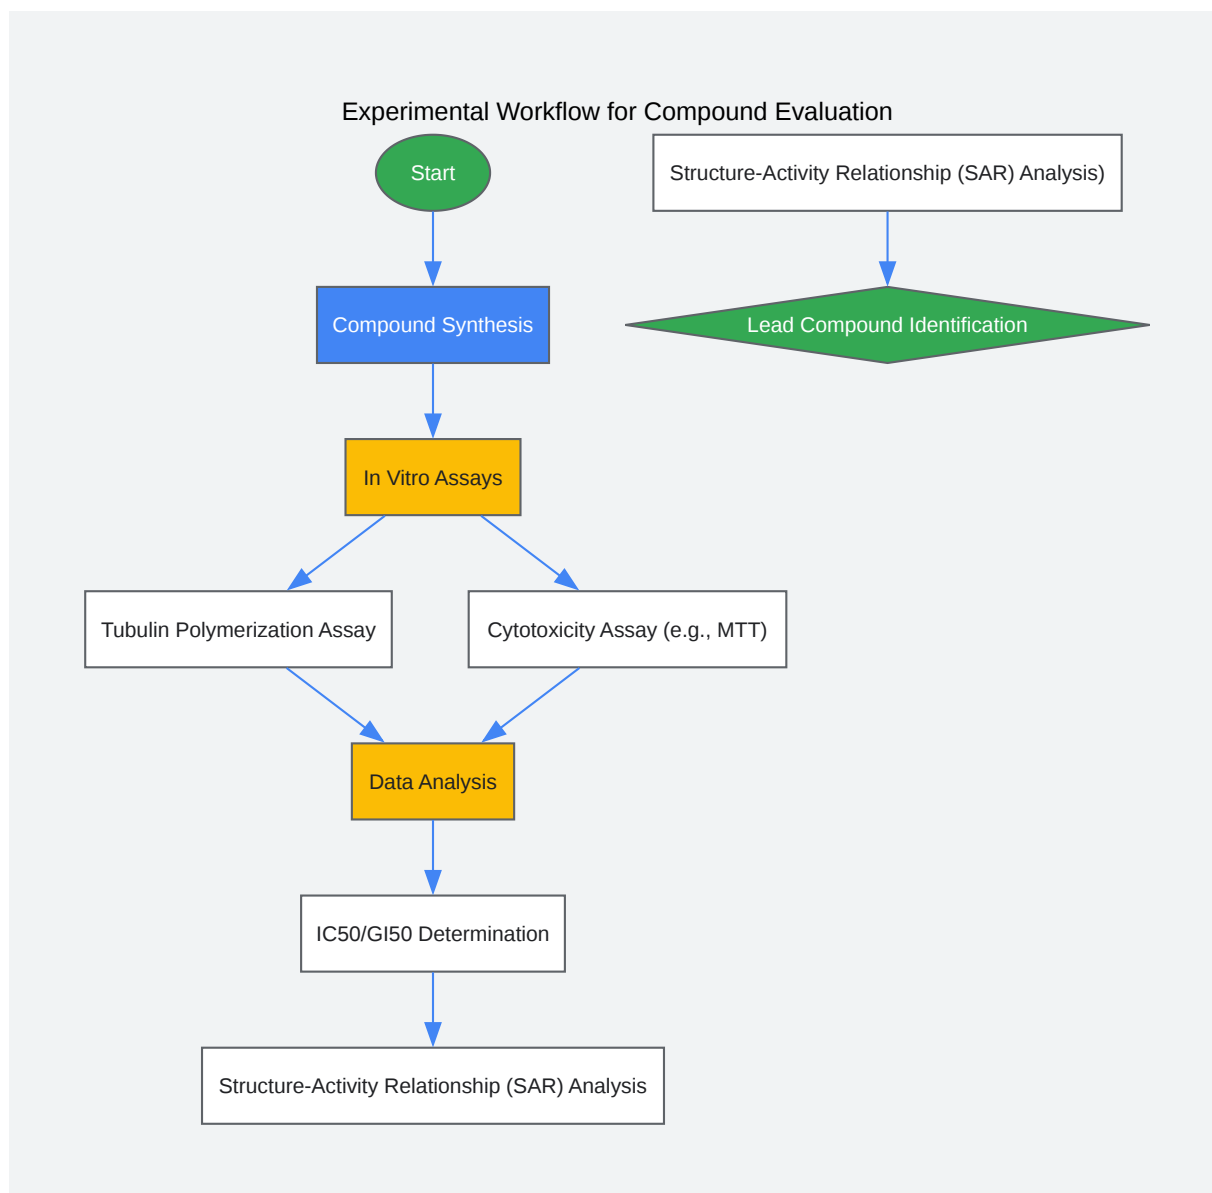 Experimental Workflow for Compound Evaluation
Start
Structure-Activity Relationship (SAR) Analysis)
Compound Synthesis
Lead Compound Identification
In Vitro Assays
Tubulin Polymerization Assay
Cytotoxicity Assay (e.g., MTT)
Data Analysis
IC50/GI50 Determination
Structure-Activity Relationship (SAR) Analysis